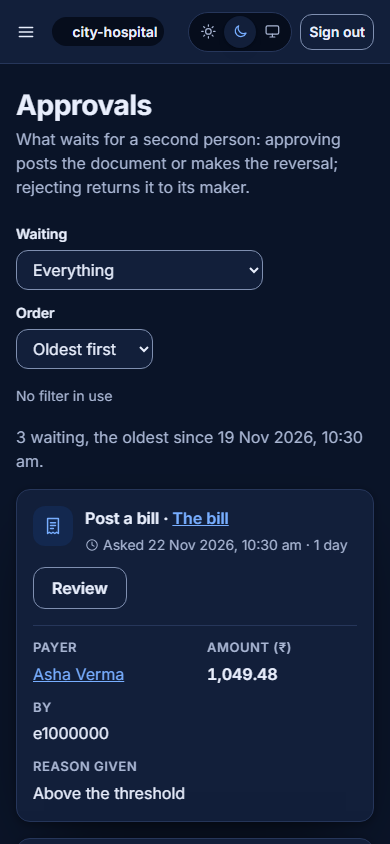 city-hospital
Sign out
Approvals
What waits for a second person: approving
posts the document or makes the reversal;
rejecting returns it to its maker.
Waiting
Everything
Order
Oldest first
No filter in use
3 waiting, the oldest since 19 Nov 2026, 10:30
am.
Post a bill · The bill
Asked 22 Nov 2026, 10:30 am · 1 day
Review
PAYER
AMOUNT (₹)
Asha Verma
1,049.48
BY
e1000000
REASON GIVEN
Above the threshold